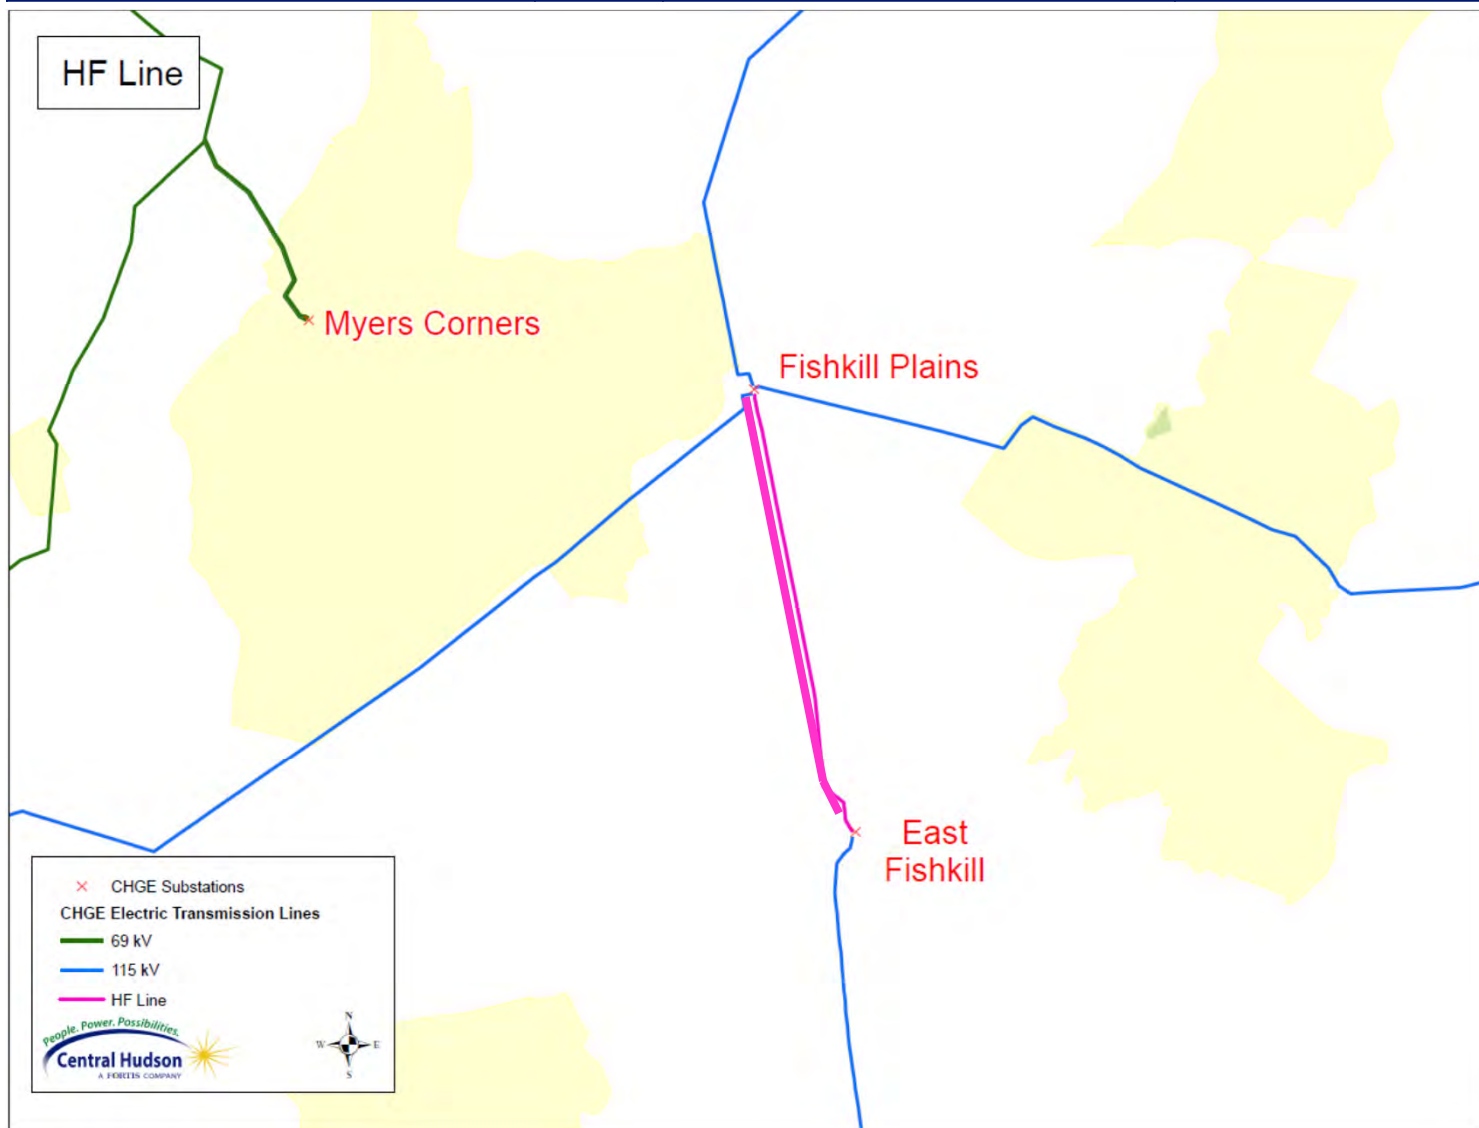 HF Line
Myers Corners
Fishkill Plains
East
Fishkill
CHGE Substations
CHGE Electric Transmission Lines
69 kV
115 kV
HF Line
People. Power. Possibilities.
Central Hudson
A FORTIS COMPANY
N
W E
S